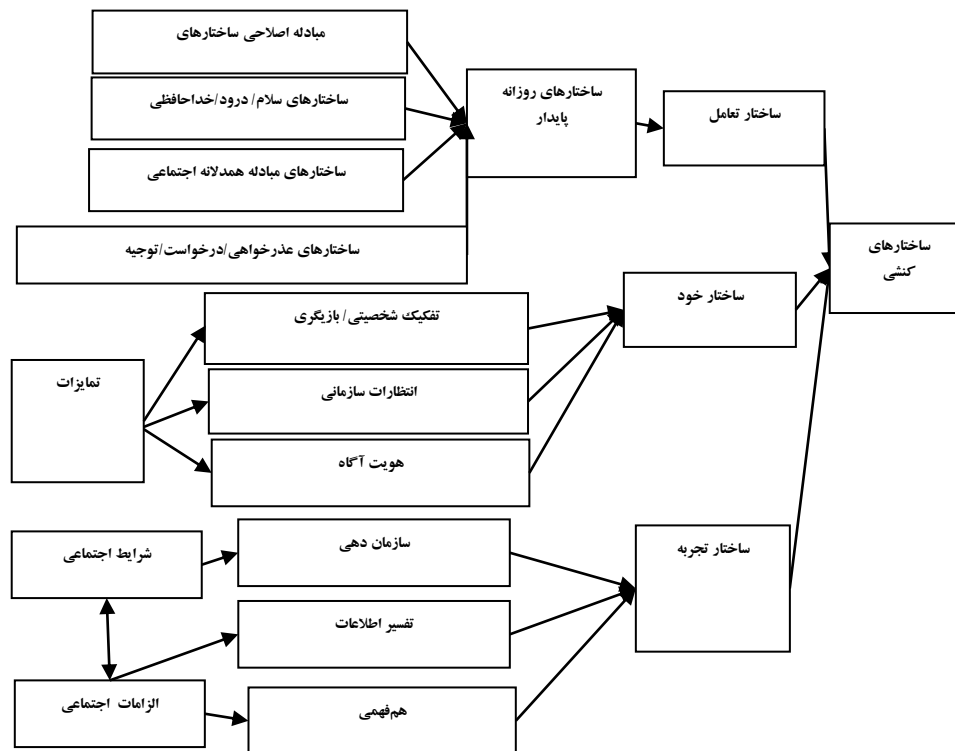 مبادله اصلاحی ساختارهای
ساختارهای سلام/ درود/خداحافظی
ساختارهای مبادله همدلانه اجتماعی
ساختارهای عذرخواهی/درخواست/توجیه
ساختارهای روزانه
پایدار
ساختار تعامل
ساختارهای
کنشی
ساختار خود
تفکیک شخصیتی/ بازیگری
انتظارات سازمانی
هویت آگاه
تمایزات
ساختار تجربه
سازمان دهی
تفسیر اطلاعات
هم‌فهمی
شرایط اجتماعی
الزامات اجتماعی